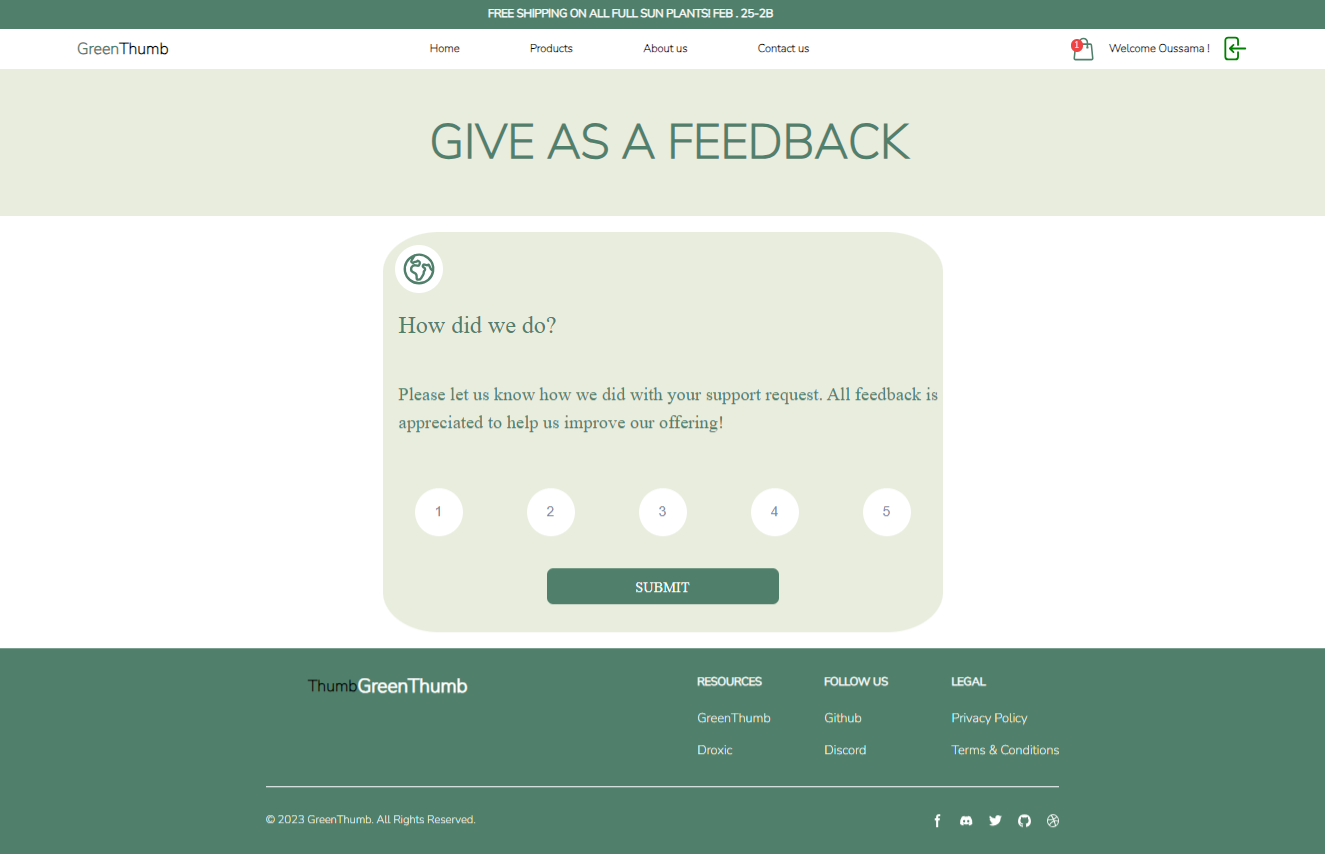 FREE SHIPPING ON ALL FULL SUN PLANTS! FEB . 25-2B
GreenThumb
Home
Products
About us
Contact us
1
Welcome Oussama !
GIVE AS A FEEDBACK
How did we do?
Please let us know how we did with your support request. All feedback is
appreciated to help us improve our offering!
1
2
3
4
5
SUBMIT
ThumbGreenThumb
RESOURCES
GreenThumb
Droxic
FOLLOW US
Github
Discord
LEGAL
Privacy Policy
Terms & Conditions
© 2023 GreenThumb. All Rights Reserved.